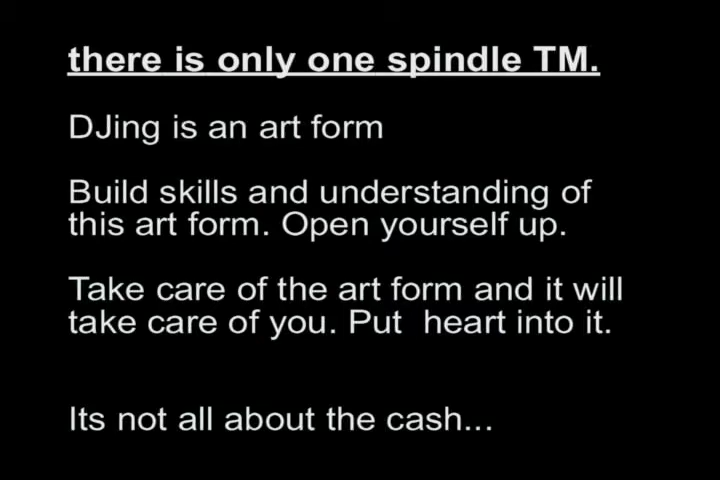 there is only one spindle TM.
DJing is an art form
Build skills and understanding of
this art form. Open yourself up.
Take care of the art form and it will
take care of you. Put  heart into it.
Its not all about the cash...